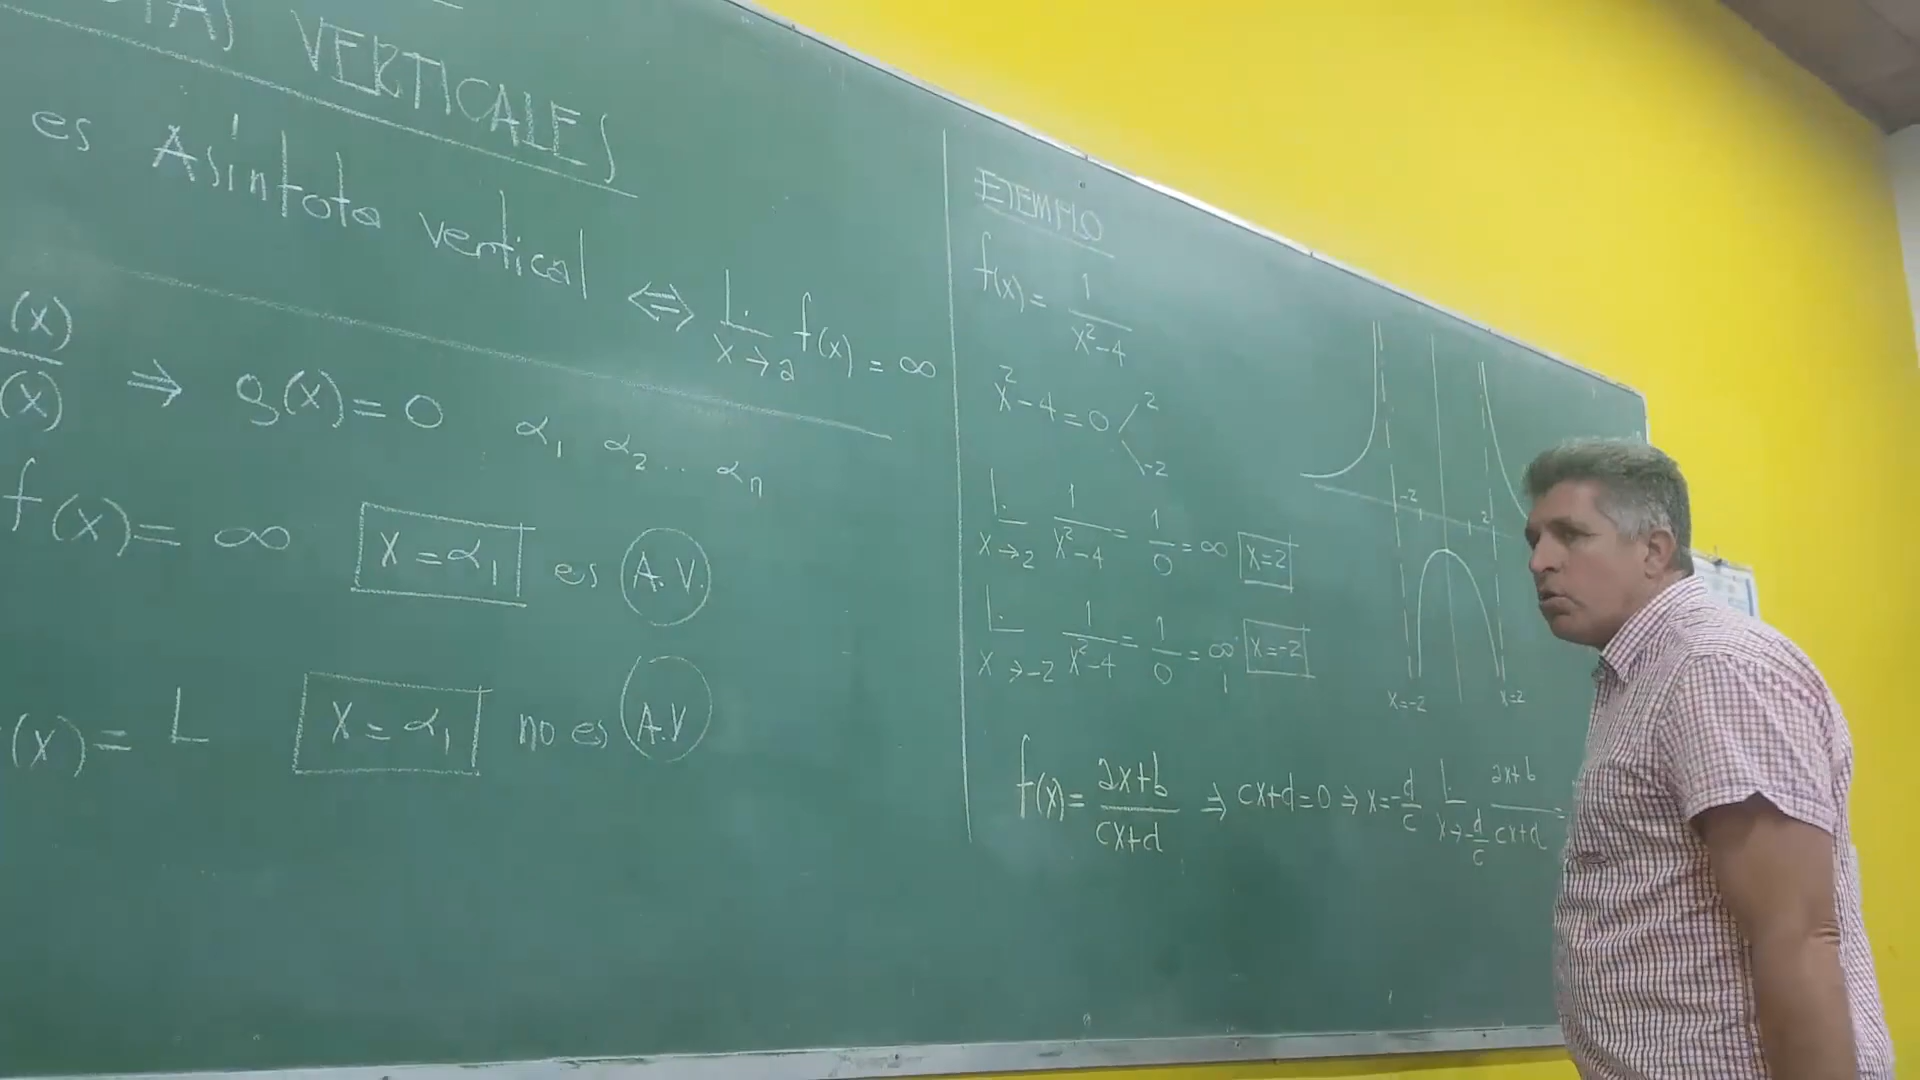 VERTICALES
es Asíntota vertical ⇔ L. x→a f(x) = ∞
(x)/(x) ⇒ g(x) = 0 α₁ α₂ ... αₙ
f(x) = ∞ x = α₁ es A.V.
(x) = L x = α₁ no es A.V
EJEMPLO
f(x) = 1/(x²-4)
x²-4 = 0 2 -2
L. x→2 1/(x²-4) = 1/0 = ∞ x=2
L. x→-2 1/(x²-4) = 1/0 = ∞ x=-2
-2 2
x=-2 x=2
f(x) = (ax+b)/(cx+d) ⇒ cx+d=0 ⇒ x=-d/c L. x→-d/c (ax+b)/(cx+d) =